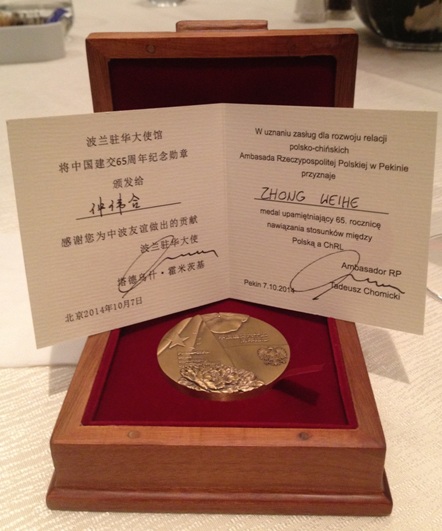 波兰驻华大使馆
将中国建交65周年纪念勋章
颁发给
仲伟合
感谢您为中波友谊做出的贡献
波兰驻华大使
塔德乌什·霍米茨基
北京2014年10月7日
W uznaniu zasług dla rozwoju relacji
polsko-chińskich
Ambasada Rzeczypospolitej Polskiej w Pekinie
przyznaje
ZHONG WEIHE
medal upamiętniający 65. rocznicę
nawiązania stosunków między
Polską a ChRL
Ambasador RP
Tadeusz Chomicki
Pekin 7.10.2014